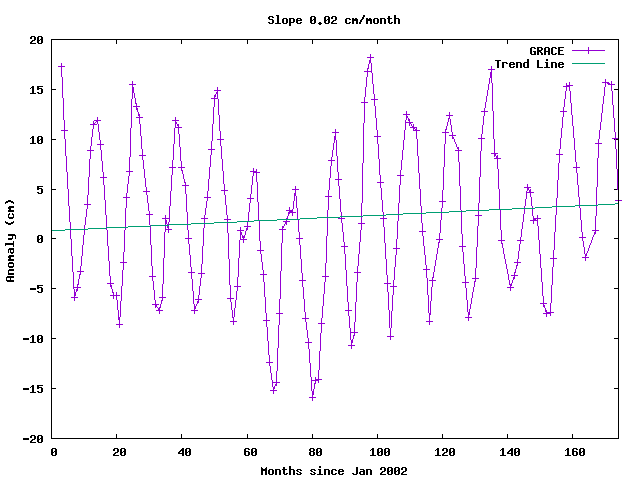 Slope 0.02 cm/month
GRACE
Trend Line
20
15
10
5
0
-5
-10
-15
-20
Anomaly (cm)
0 20 40 60 80 100 120 140 160
Months since Jan 2002